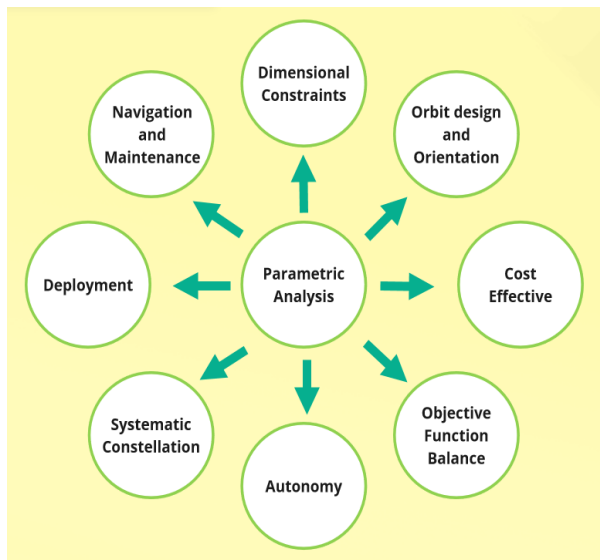 Dimensional
Constraints
Navigation
and
Maintenance
Orbit design
and
Orientation
Deployment
Parametric
Analysis
Cost
Effective
Systematic
Constellation
Objective
Function
Balance
Autonomy